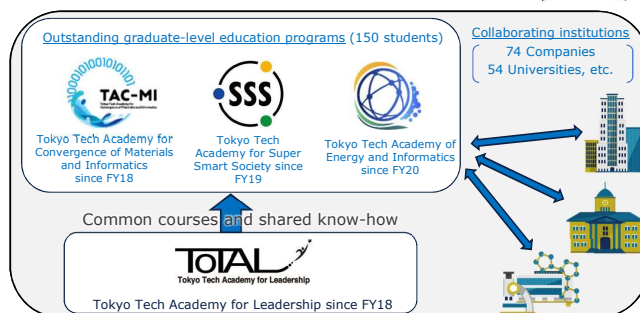 Outstanding graduate-level education programs (150 students)
Collaborating institutions
74 Companies
54 Universities, etc.
TAC-MI
Tokyo Tech Academy for
Convergence of Materials
and Informatics
since FY18
SSS
Tokyo Tech
Academy for Super
Smart Society since
FY19
Tokyo Tech Academy of
Energy and Informatics
since FY20
Common courses and shared know-how
ToTAL
Tokyo Tech Academy for Leadership
Tokyo Tech Academy for Leadership since FY18